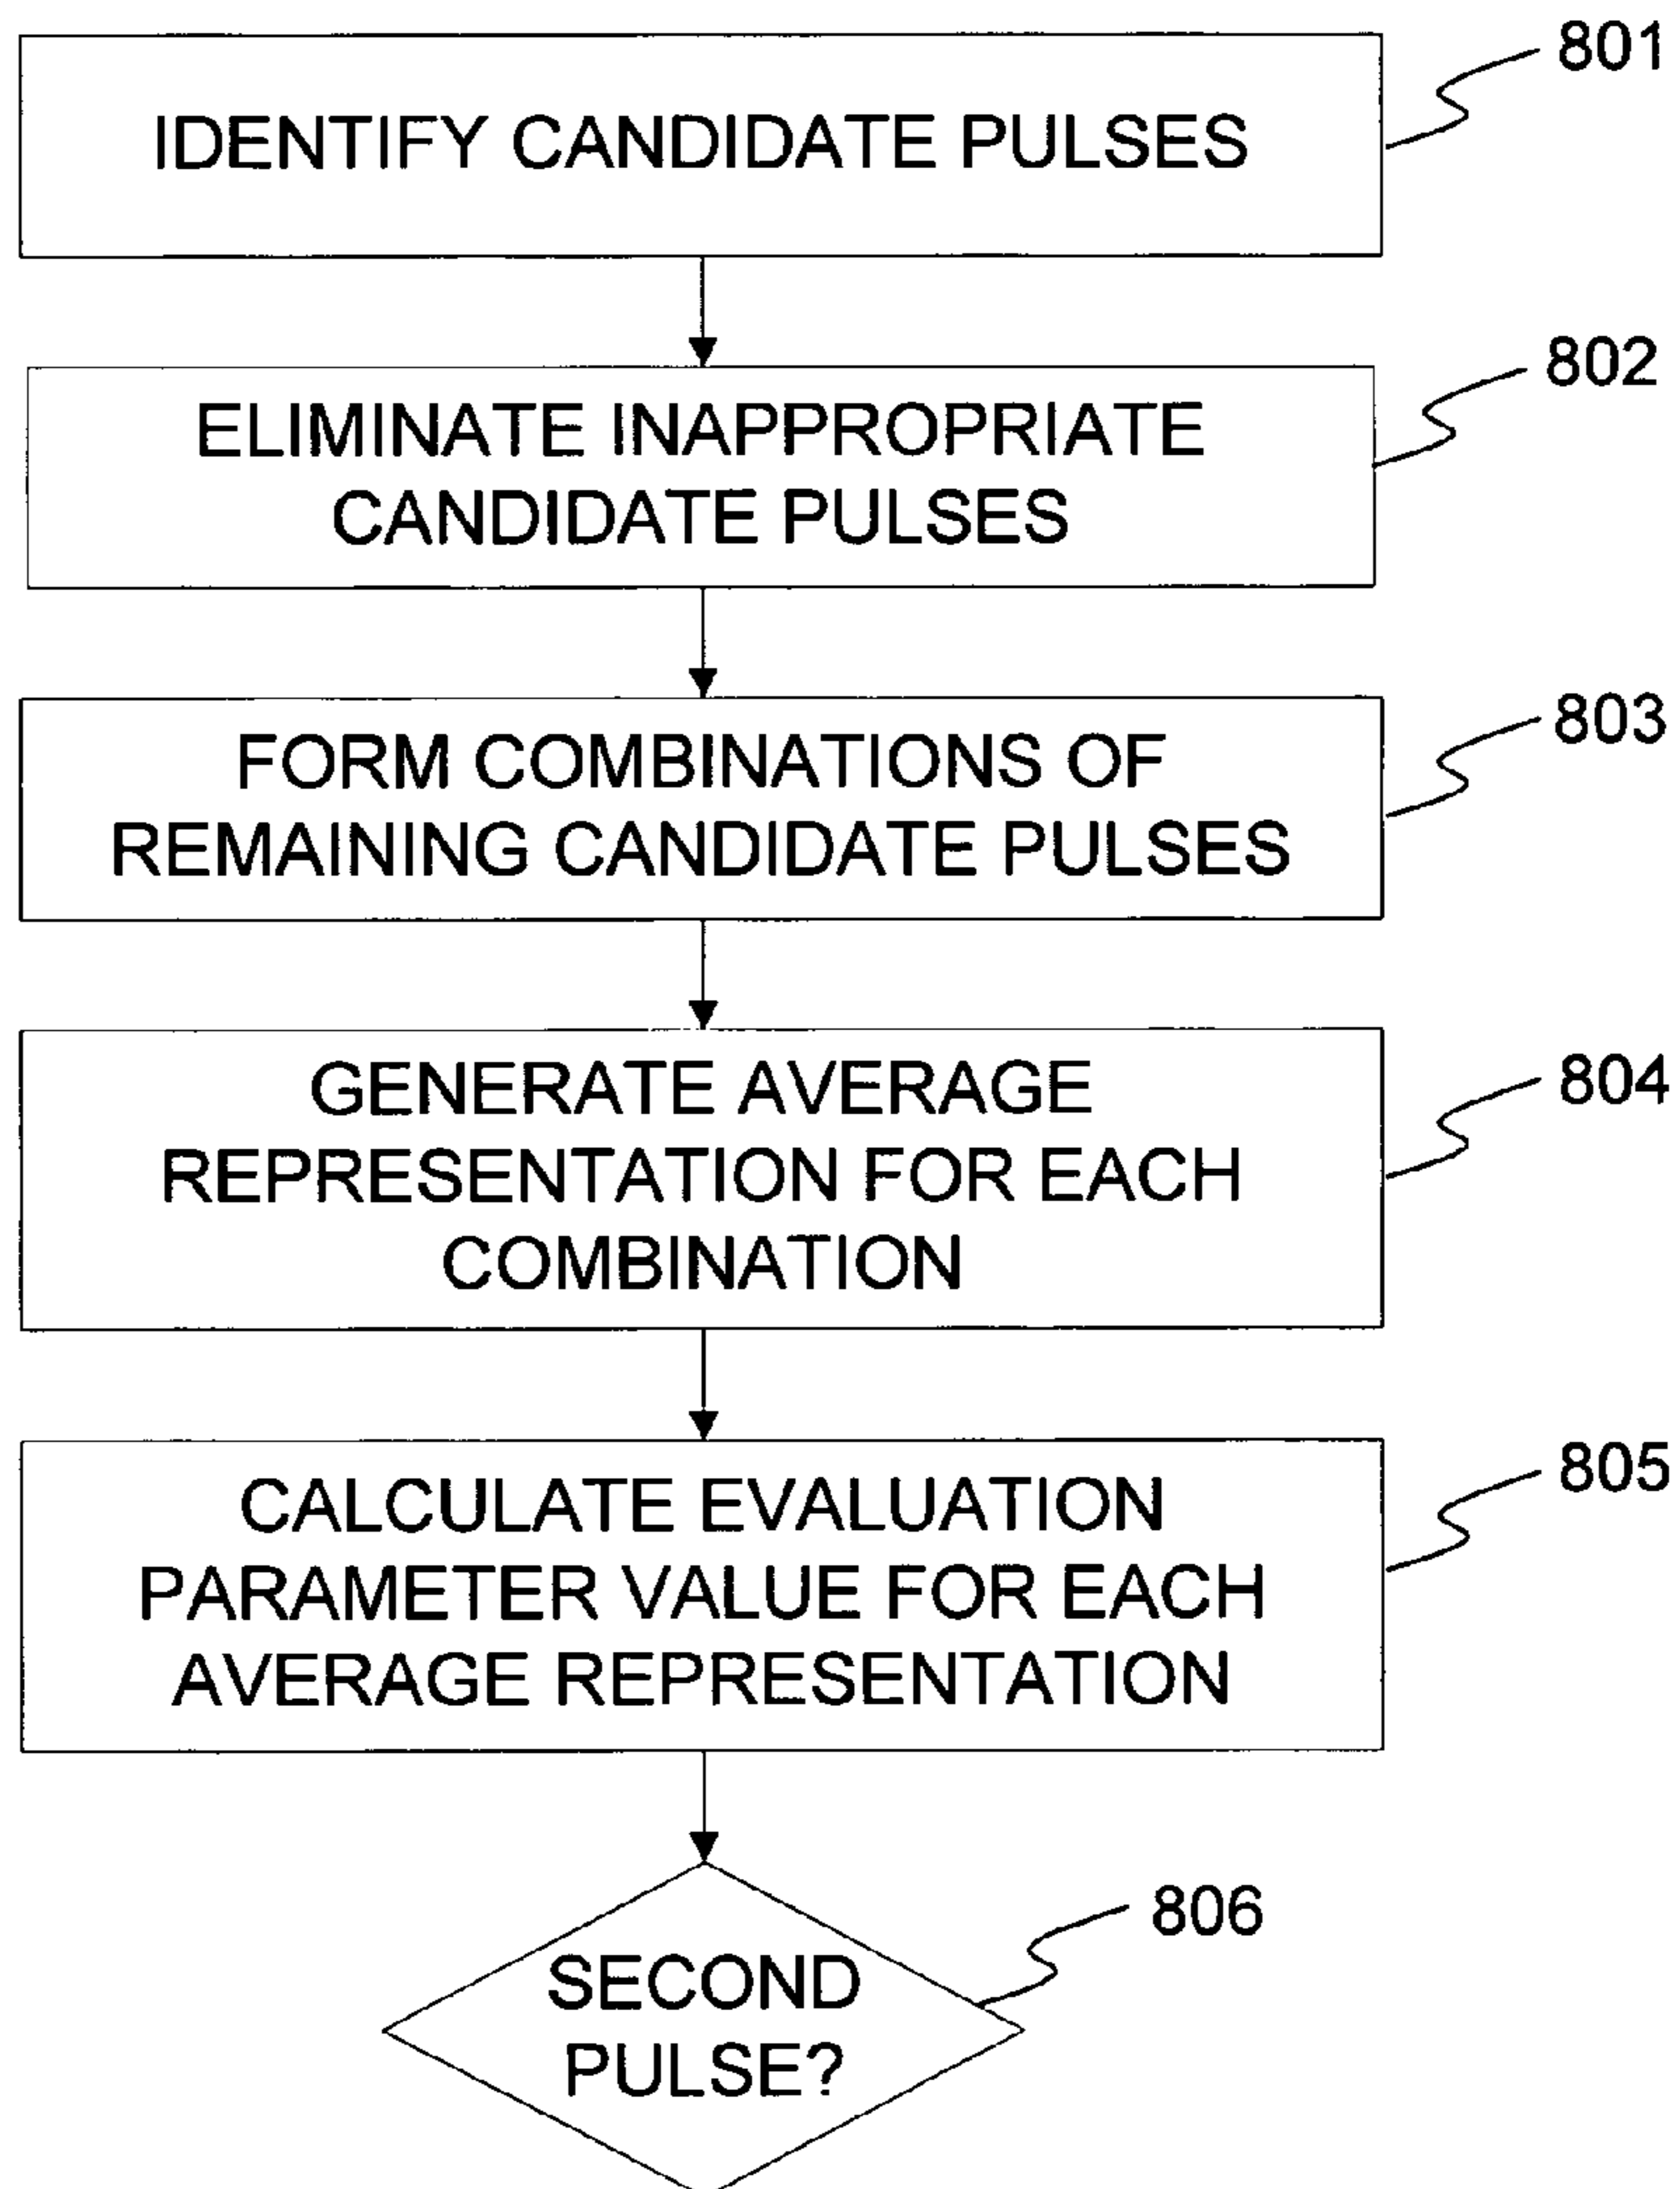 801
IDENTIFY CANDIDATE PULSES
802
ELIMINATE INAPPROPRIATE
CANDIDATE PULSES
803
FORM COMBINATIONS OF
REMAINING CANDIDATE PULSES
804
GENERATE AVERAGE
REPRESENTATION FOR EACH
COMBINATION
805
CALCULATE EVALUATION
PARAMETER VALUE FOR EACH
AVERAGE REPRESENTATION
806
SECOND
PULSE?